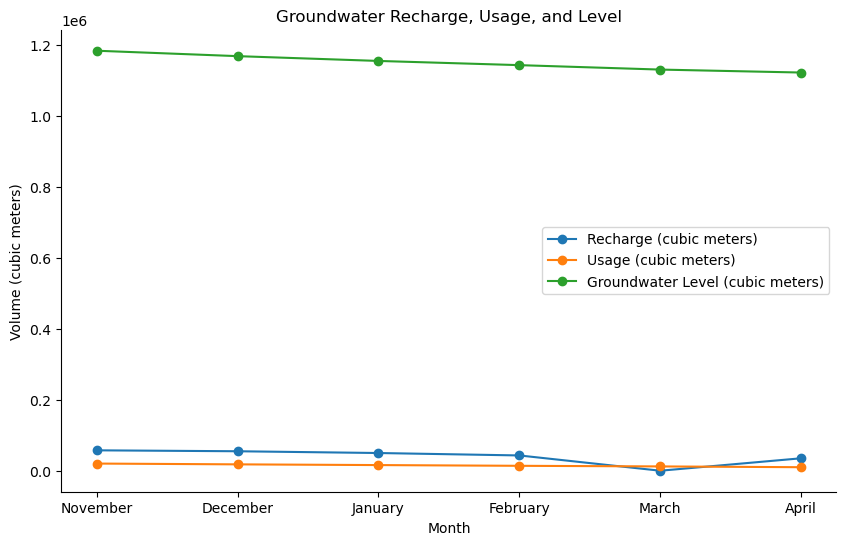 Groundwater Recharge, Usage, and Level
1e6
1.2
1.0
0.8
0.6
0.4
0.2
0.0
Volume (cubic meters)
Recharge (cubic meters)
Usage (cubic meters)
Groundwater Level (cubic meters)
November December January February March April
Month